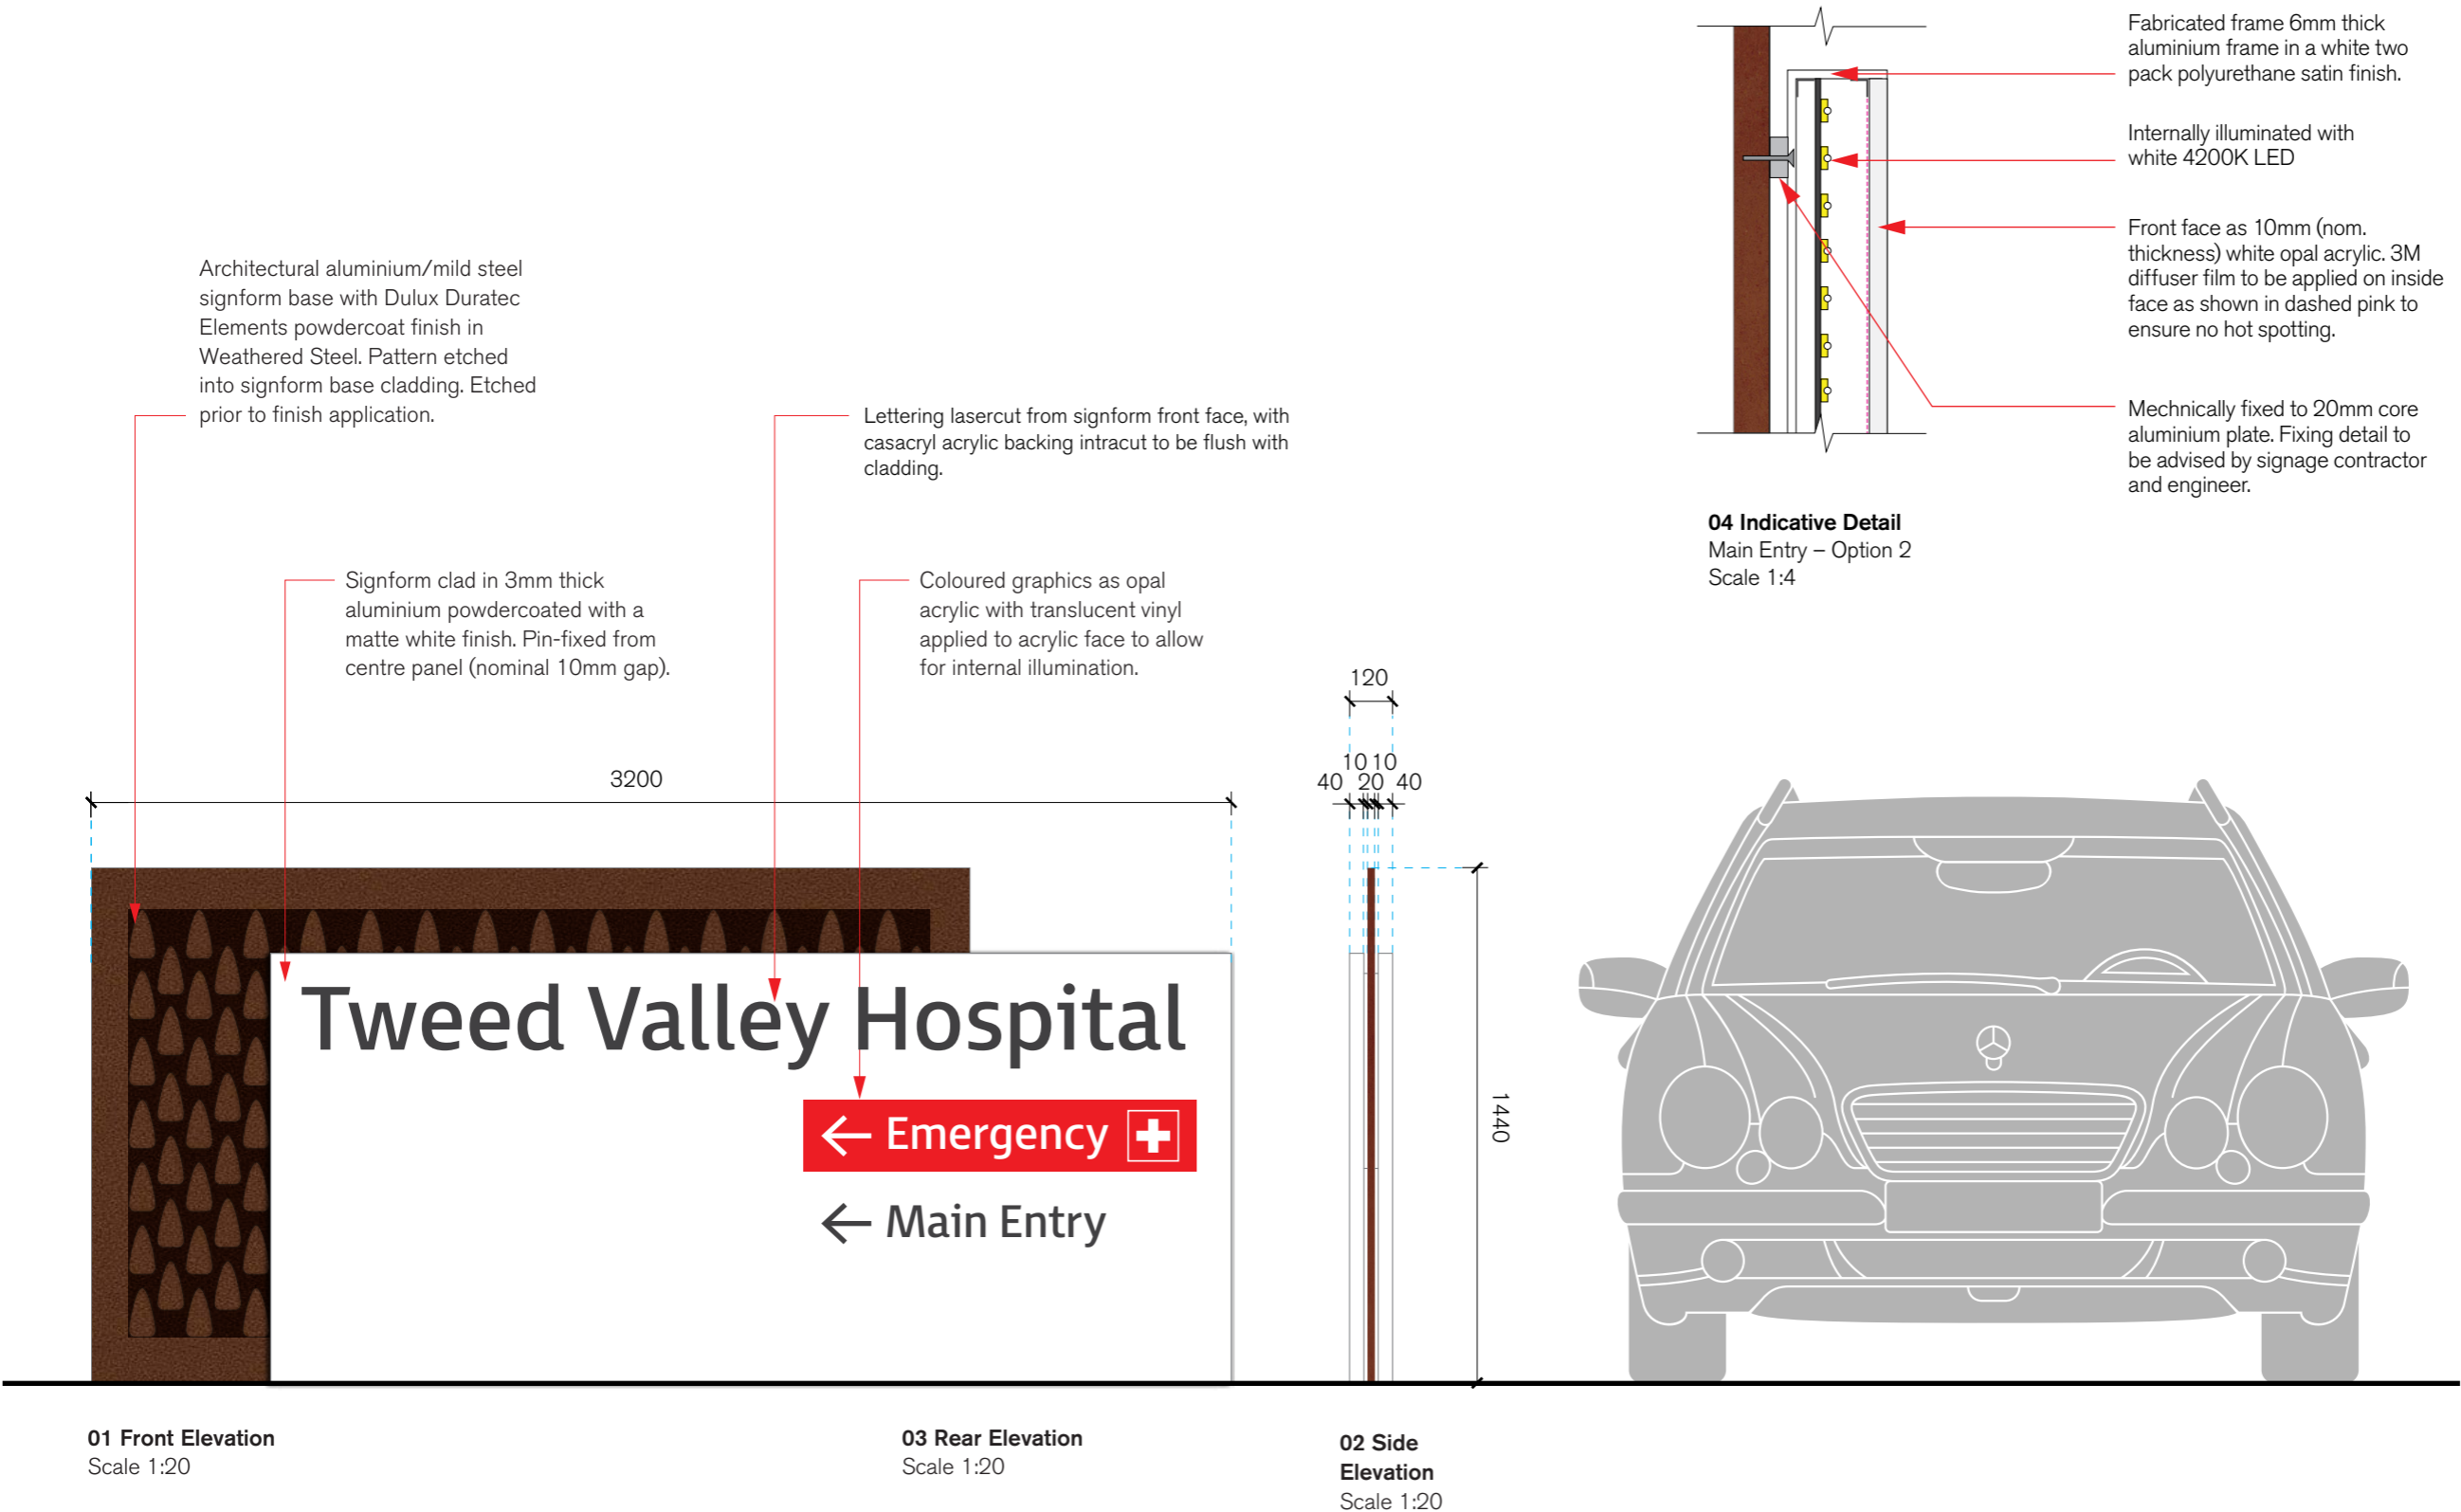 Fabricated frame 6mm thick
aluminium frame in a white two
pack polyurethane satin finish.
Internally illuminated with
white 4200K LED
Front face as 10mm (nom.
thickness) white opal acrylic. 3M
diffuser film to be applied on inside
face as shown in dashed pink to
ensure no hot spotting.
Mechnically fixed to 20mm core
aluminium plate. Fixing detail to
be advised by signage contractor
and engineer.
04 Indicative Detail
Main Entry – Option 2
Scale 1:4
Architectural aluminium/mild steel
signform base with Dulux Duratec
Elements powdercoat finish in
Weathered Steel. Pattern etched
into signform base cladding. Etched
prior to finish application.
Lettering lasercut from signform front face, with
casacryl acrylic backing intracut to be flush with
cladding.
Signform clad in 3mm thick
aluminium powdercoated with a
matte white finish. Pin-fixed from
centre panel (nominal 10mm gap).
Coloured graphics as opal
acrylic with translucent vinyl
applied to acrylic face to allow
for internal illumination.
3200
120
10 10
40 20 40
1440
Tweed Valley Hospital
← Emergency
← Main Entry
01 Front Elevation
Scale 1:20
03 Rear Elevation
Scale 1:20
02 Side
Elevation
Scale 1:20